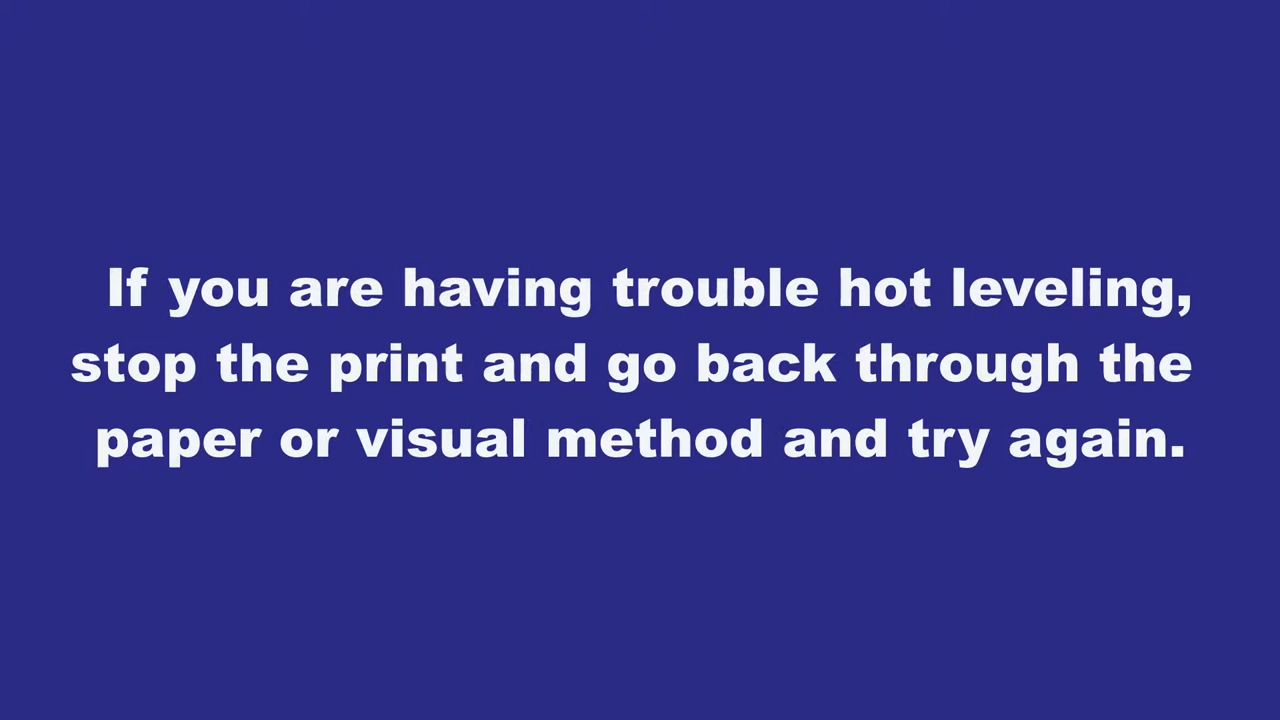 If you are having trouble hot leveling,
stop the print and go back through the
paper or visual method and try again.